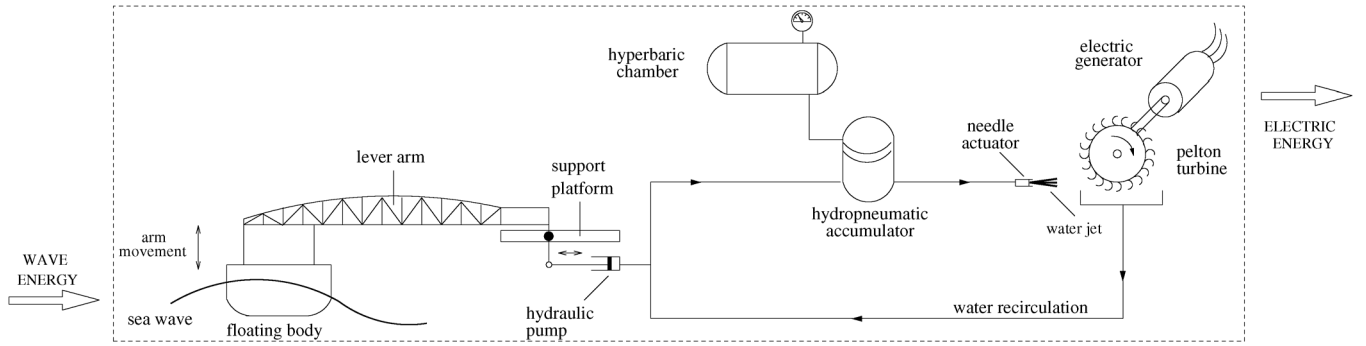 hyperbaric
chamber
electric
generator
ELECTRIC
ENERGY
needle
actuator
pelton
turbine
lever arm
support
platform
hydropneumatic
accumulator
water jet
arm
movement
WAVE
ENERGY
sea wave
floating body
hydraulic
pump
water recirculation